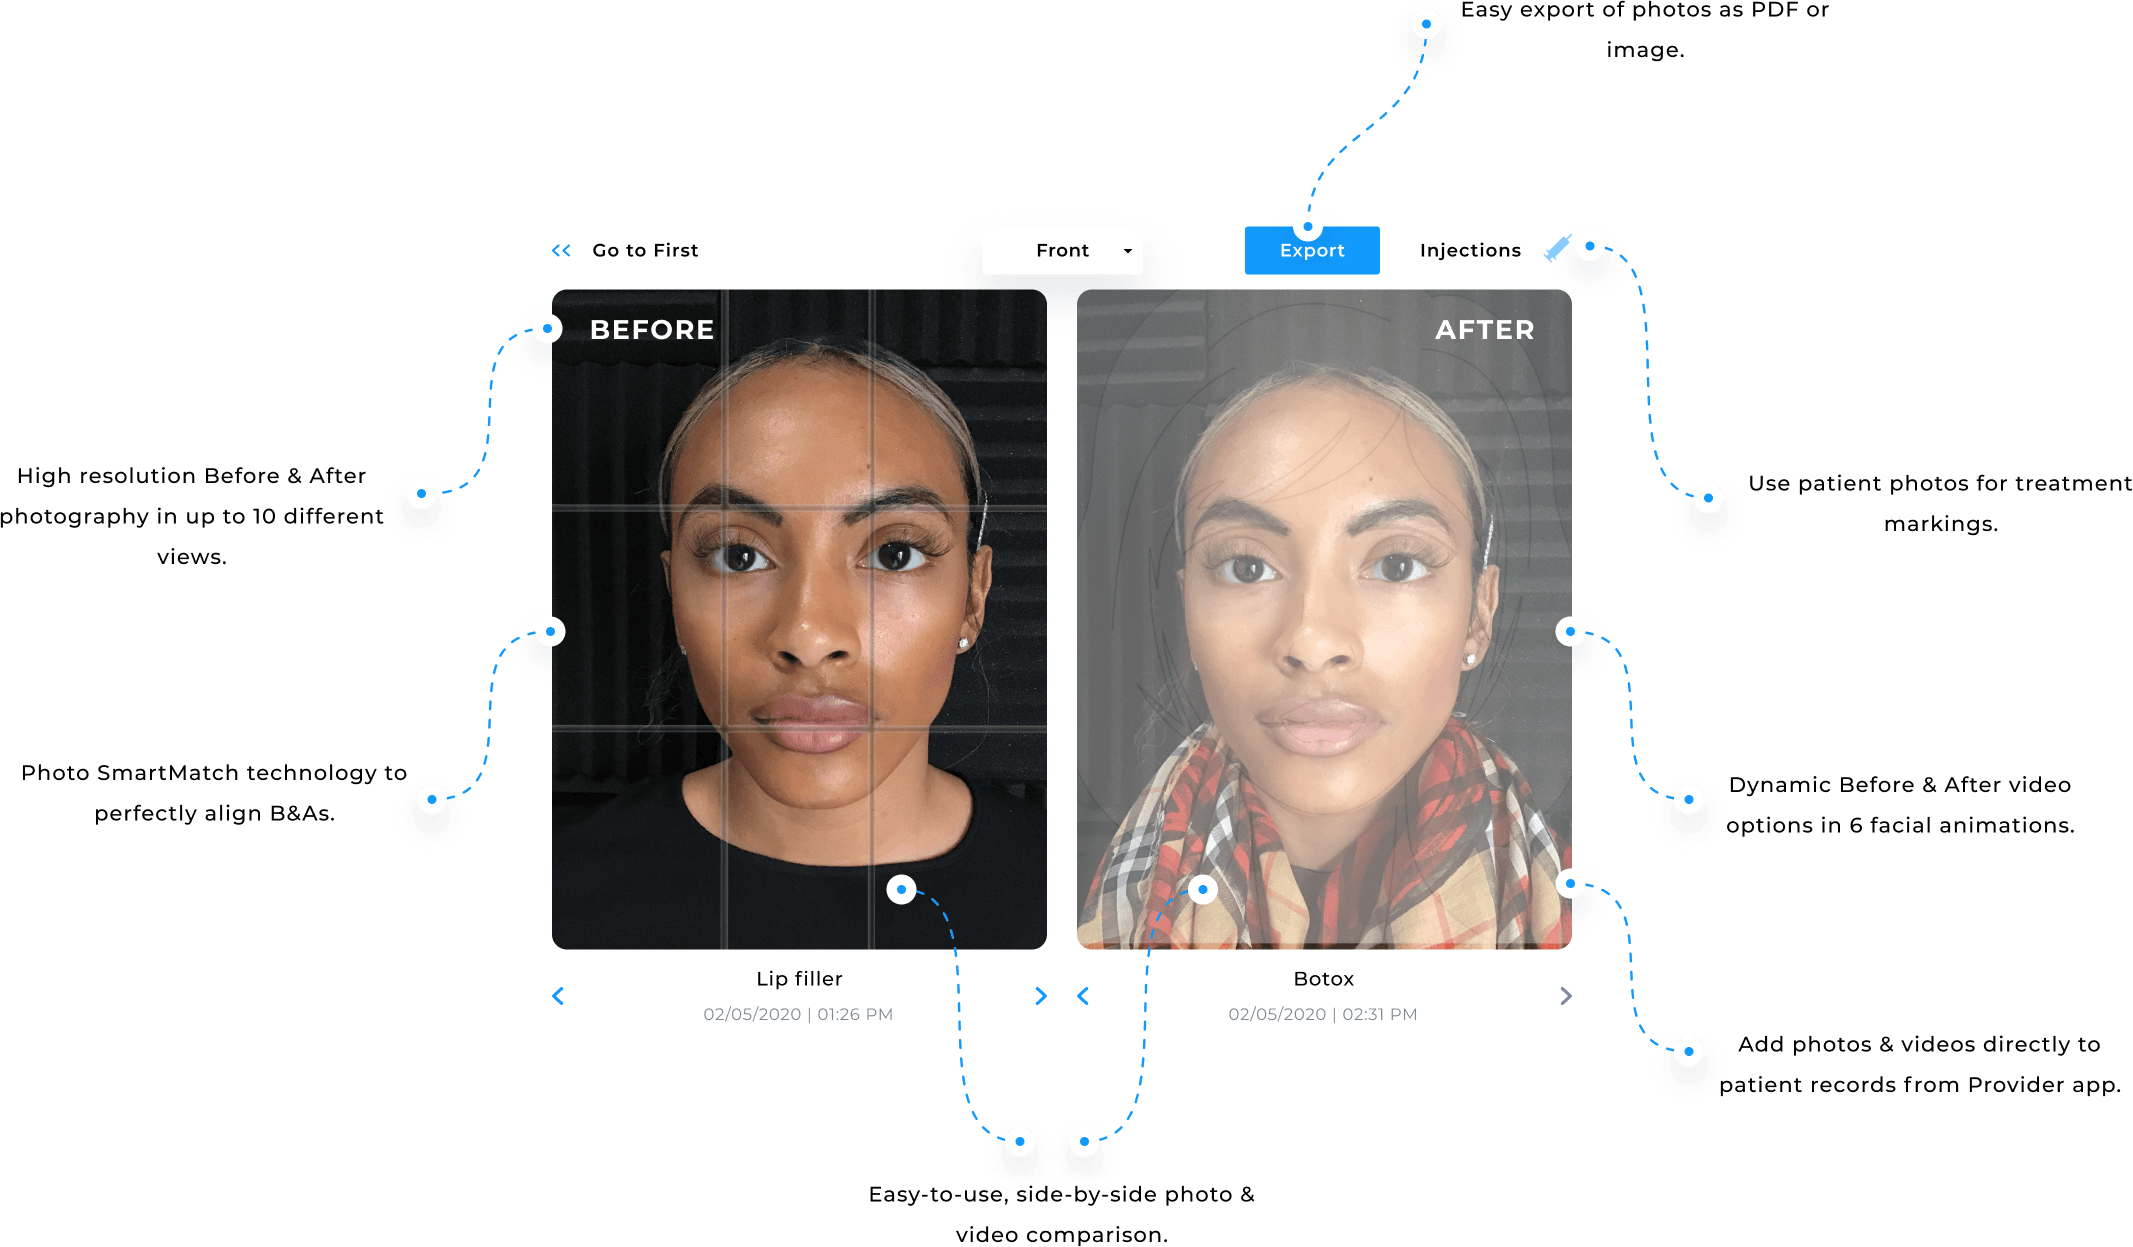 Easy export of photos as PDF or
image.
Go to First
Front
Export
Injections
BEFORE
AFTER
High resolution Before & After
photography in up to 10 different
views.
Use patient photos for treatment
markings.
Photo SmartMatch technology to
perfectly align B&As.
Dynamic Before & After video
options in 6 facial animations.
Lip filler
02/05/2020 | 01:26 PM
Botox
02/05/2020 | 02:31 PM
Add photos & videos directly to
patient records from Provider app.
Easy-to-use, side-by-side photo &
video comparison.